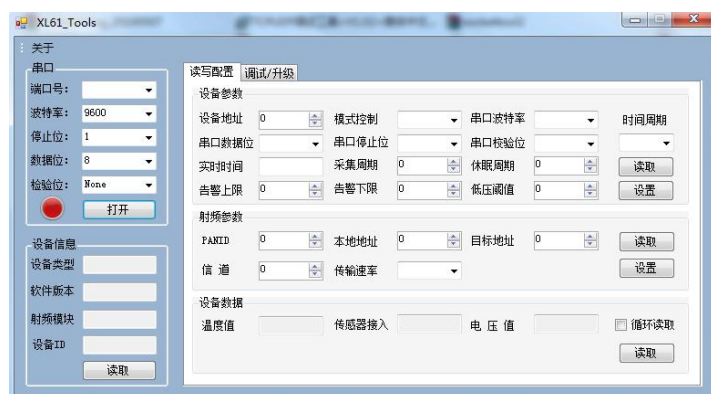 XL61_Tools
关于
串口
端口号:
波特率: 9600
停止位: 1
数据位: 8
检验位: None
打开
设备信息
设备类型
软件版本
射频模块
设备ID
读取
读写配置 调试/升级
设备参数
设备地址 0 模式控制 串口波特率 时间周期
串口数据位 串口停止位 串口校验位
实时时间 采集周期 0 休眠周期 0 读取
告警上限 0 告警下限 0 低压阈值 0 设置
射频参数
PANID 0 本地地址 0 目标地址 0 读取
信 道 0 传输速率 设置
设备数据
温度值 传感器接入 电 压 值 循环读取
读取